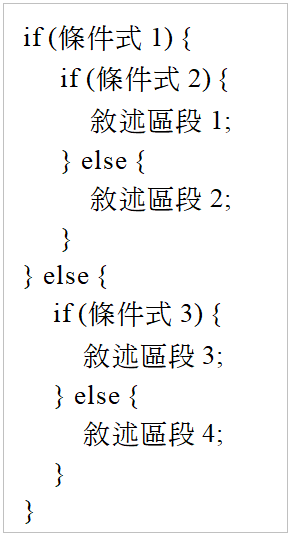 if (條件式 1) {
if (條件式 2) {
敘述區段 1;
} else {
敘述區段 2;
}
} else {
if (條件式 3) {
敘述區段 3;
} else {
敘述區段 4;
}
}